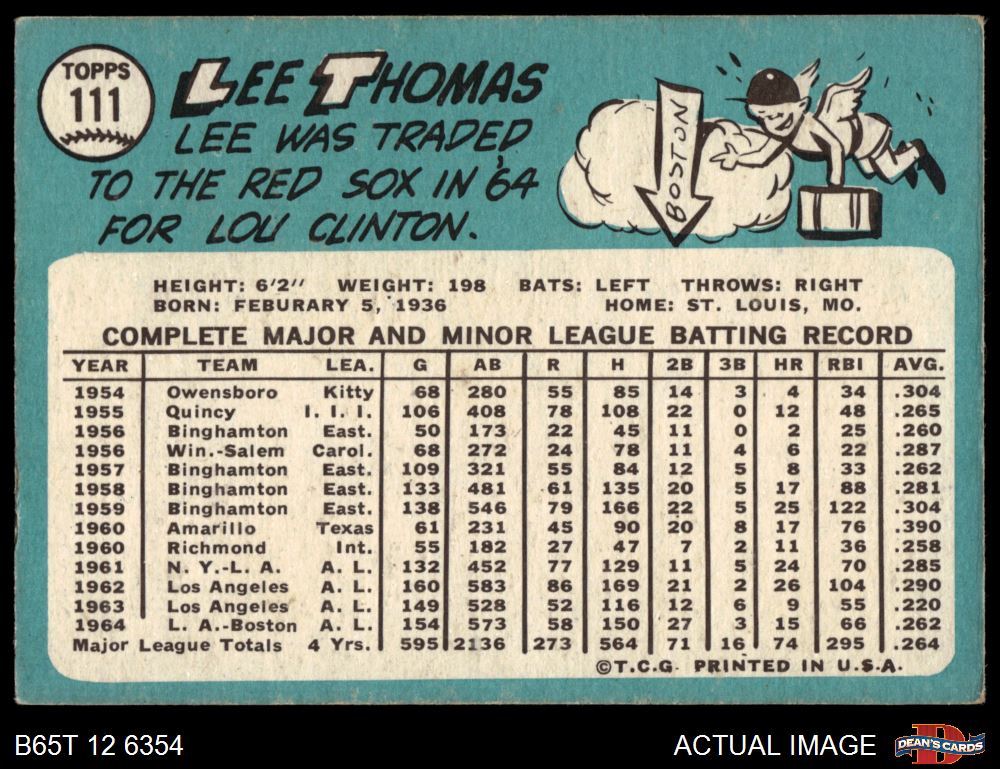 TOPPS
111
LEE THOMAS
LEE WAS TRADED
TO THE RED SOX IN '64
FOR LOU CLINTON.
BOSTON
HEIGHT: 6'2" WEIGHT: 198 BATS: LEFT THROWS: RIGHT
BORN: FEBURARY 5, 1936 HOME: ST. LOUIS, MO.
COMPLETE MAJOR AND MINOR LEAGUE BATTING RECORD
YEAR TEAM LEA. G AB R H 2B 3B HR RBI AVG.
1954 Owensboro Kitty 68 280 55 85 14 3 4 34 .304
1955 Quincy I. I. I. 106 408 78 108 22 0 12 48 .265
1956 Binghamton East. 50 173 22 45 11 0 2 25 .260
1956 Win.-Salem Carol. 68 272 24 78 11 4 6 22 .287
1957 Binghamton East. 109 321 55 84 12 5 8 33 .262
1958 Binghamton East. 133 481 61 135 20 5 17 88 .281
1959 Binghamton East. 138 546 79 166 22 5 25 122 .304
1960 Amarillo Texas 61 231 45 90 20 8 17 76 .390
1960 Richmond Int. 55 182 27 47 7 2 11 36 .258
1961 N. Y.-L. A. A. L. 132 452 77 129 11 5 24 70 .285
1962 Los Angeles A. L. 160 583 86 169 21 2 26 104 .290
1963 Los Angeles A. L. 149 528 52 116 12 6 9 55 .220
1964 L. A.-Boston A. L. 154 573 58 150 27 3 15 66 .262
Major League Totals 4 Yrs. 595 2136 273 564 71 16 74 295 .264
©T.C.G. PRINTED IN U.S.A.
B65T 12 6354 ACTUAL IMAGE DEAN'S CARDS